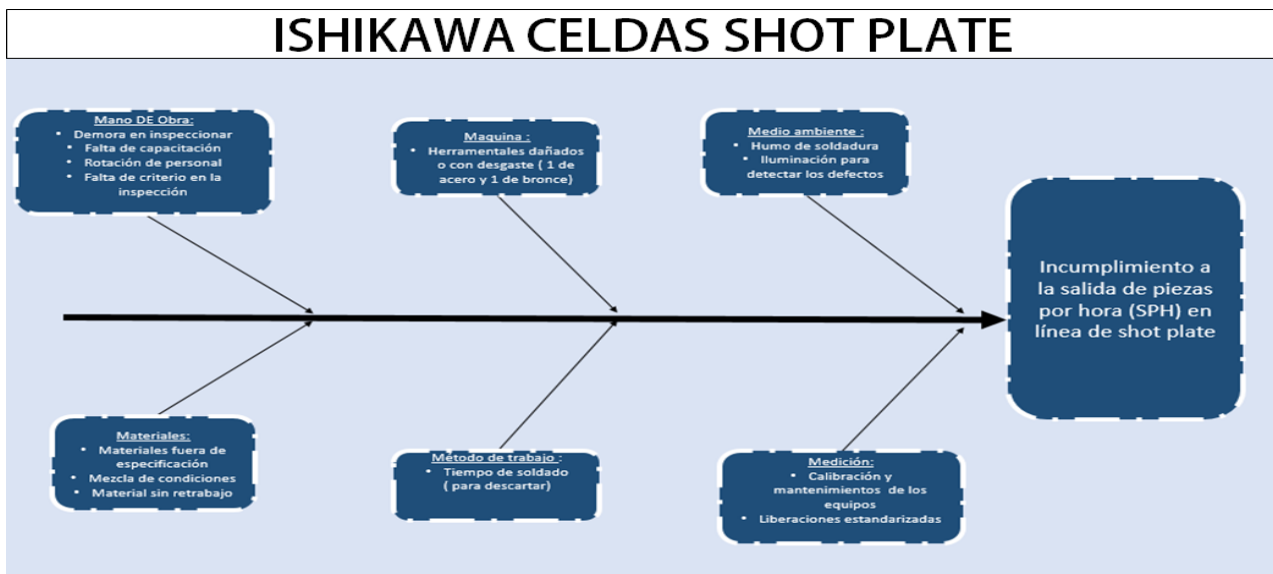 ISHIKAWA CELDAS SHOT PLATE
Mano DE Obra:
• Demora en inspeccionar
• Falta de capacitación
• Rotación de personal
• Falta de criterio en la
inspección
Maquina :
• Herramentales dañados
o con desgaste ( 1 de
acero y 1 de bronce)
Medio ambiente :
• Humo de soldadura
• Iluminación para
detectar los defectos
Incumplimiento a
la salida de piezas
por hora (SPH) en
línea de shot plate
Materiales:
• Materiales fuera de
especificación
• Mezcla de condiciones
• Material sin retrabajo
Método de trabajo :
• Tiempo de soldado
( para descartar)
Medición:
• Calibración y
mantenimientos de los
equipos
• Liberaciones estandarizadas